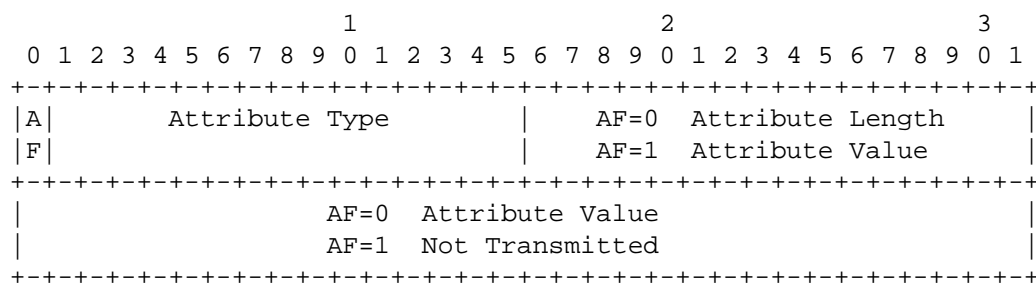 1                   2                   3
 0 1 2 3 4 5 6 7 8 9 0 1 2 3 4 5 6 7 8 9 0 1 2 3 4 5 6 7 8 9 0 1
+-+-+-+-+-+-+-+-+-+-+-+-+-+-+-+-+-+-+-+-+-+-+-+-+-+-+-+-+-+-+-+-+
|A|       Attribute Type        |    AF=0  Attribute Length     |
|F|                             |    AF=1  Attribute Value      |
+-+-+-+-+-+-+-+-+-+-+-+-+-+-+-+-+-+-+-+-+-+-+-+-+-+-+-+-+-+-+-+-+
|                   AF=0  Attribute Value                       |
|                   AF=1  Not Transmitted                       |
+-+-+-+-+-+-+-+-+-+-+-+-+-+-+-+-+-+-+-+-+-+-+-+-+-+-+-+-+-+-+-+-+